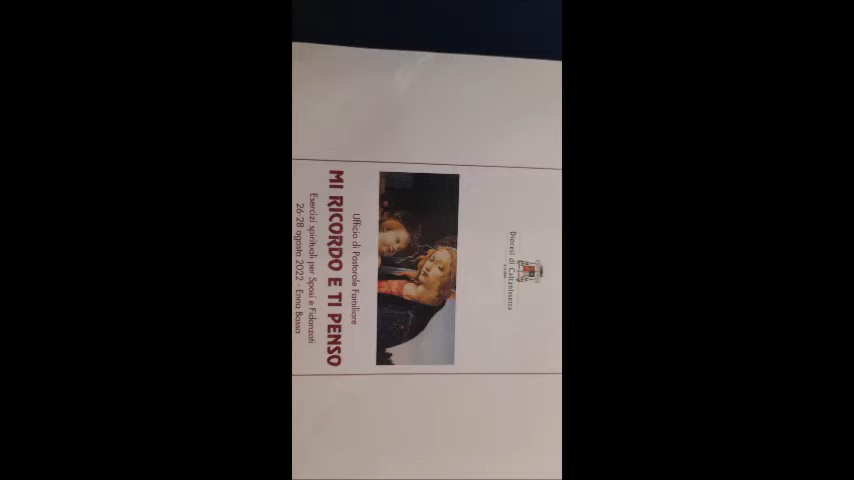 Diocesi di Caltanissetta
Ufficio di Pastorale Familiare
MI RICORDO E TI PENSO
Esercizi spirituali per Sposi e Fidanzati
26-28 agosto 2022 - Enna Bassa